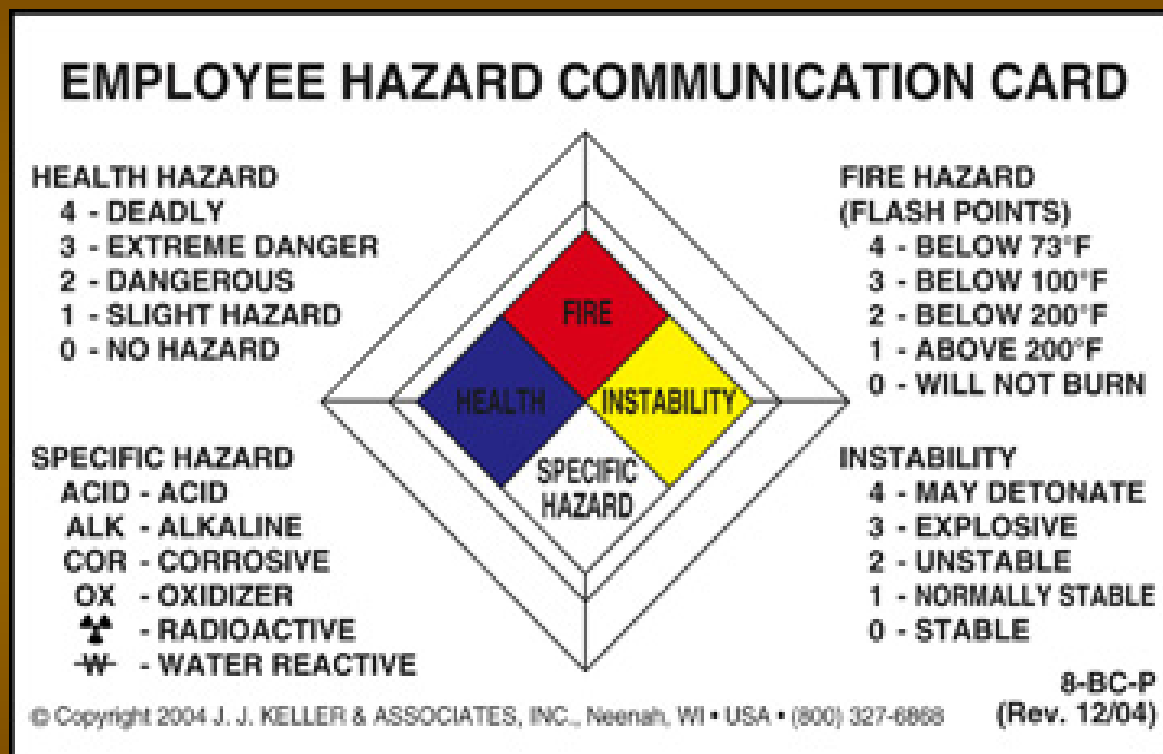 EMPLOYEE HAZARD COMMUNICATION CARD
HEALTH HAZARD
4 - DEADLY
3 - EXTREME DANGER
2 - DANGEROUS
1 - SLIGHT HAZARD
0 - NO HAZARD
FIRE HAZARD
(FLASH POINTS)
4 - BELOW 73°F
3 - BELOW 100°F
2 - BELOW 200°F
1 - ABOVE 200°F
0 - WILL NOT BURN
FIRE
HEALTH
INSTABILITY
SPECIFIC
HAZARD
SPECIFIC HAZARD
ACID - ACID
ALK - ALKALINE
COR - CORROSIVE
OX - OXIDIZER
☢ - RADIOACTIVE
W̶ - WATER REACTIVE
INSTABILITY
4 - MAY DETONATE
3 - EXPLOSIVE
2 - UNSTABLE
1 - NORMALLY STABLE
0 - STABLE
8-BC-P
(Rev. 12/04)
© Copyright 2004 J. J. KELLER & ASSOCIATES, INC., Neenah, WI • USA • (800) 327-6868